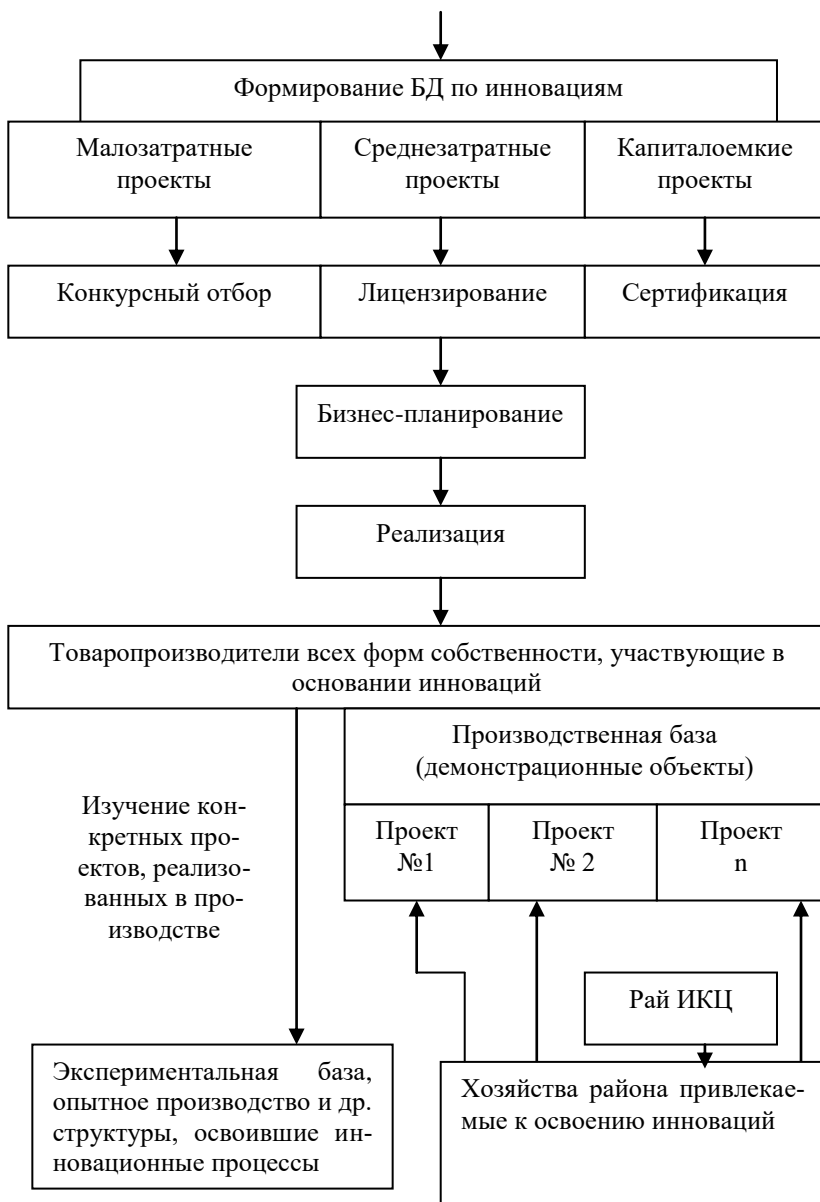 Формирование БД по инновациям
Малозатратные
проекты
Среднезатратные
проекты
Капиталоемкие
проекты
Конкурсный отбор
Лицензирование
Сертификация
Бизнес-планирование
Реализация
Товаропроизводители всех форм собственности, участвующие в
основании инноваций
Производственная база
(демонстрационные объекты)
Изучение кон-
кретных про-
ектов, реализо-
ванных в про-
изводстве
Проект
№1
Проект
№ 2
Проект
n
Рай ИКЦ
Экспериментальная база,
опытное производство и др.
структуры, освоившие ин-
новационные процессы
Хозяйства района привлекае-
мые к освоению инноваций